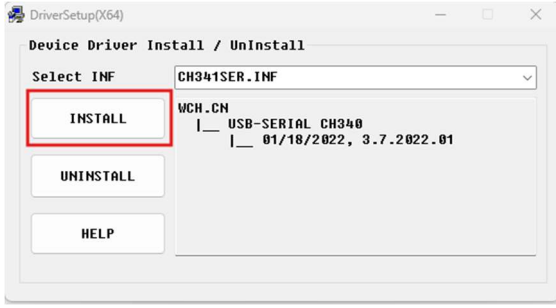 DriverSetup(X64)
Device Driver Install / UnInstall
Select INF
CH341SER.INF
INSTALL
UNINSTALL
HELP
WCH.CN
|__ USB-SERIAL CH340
|__ 01/18/2022, 3.7.2022.01